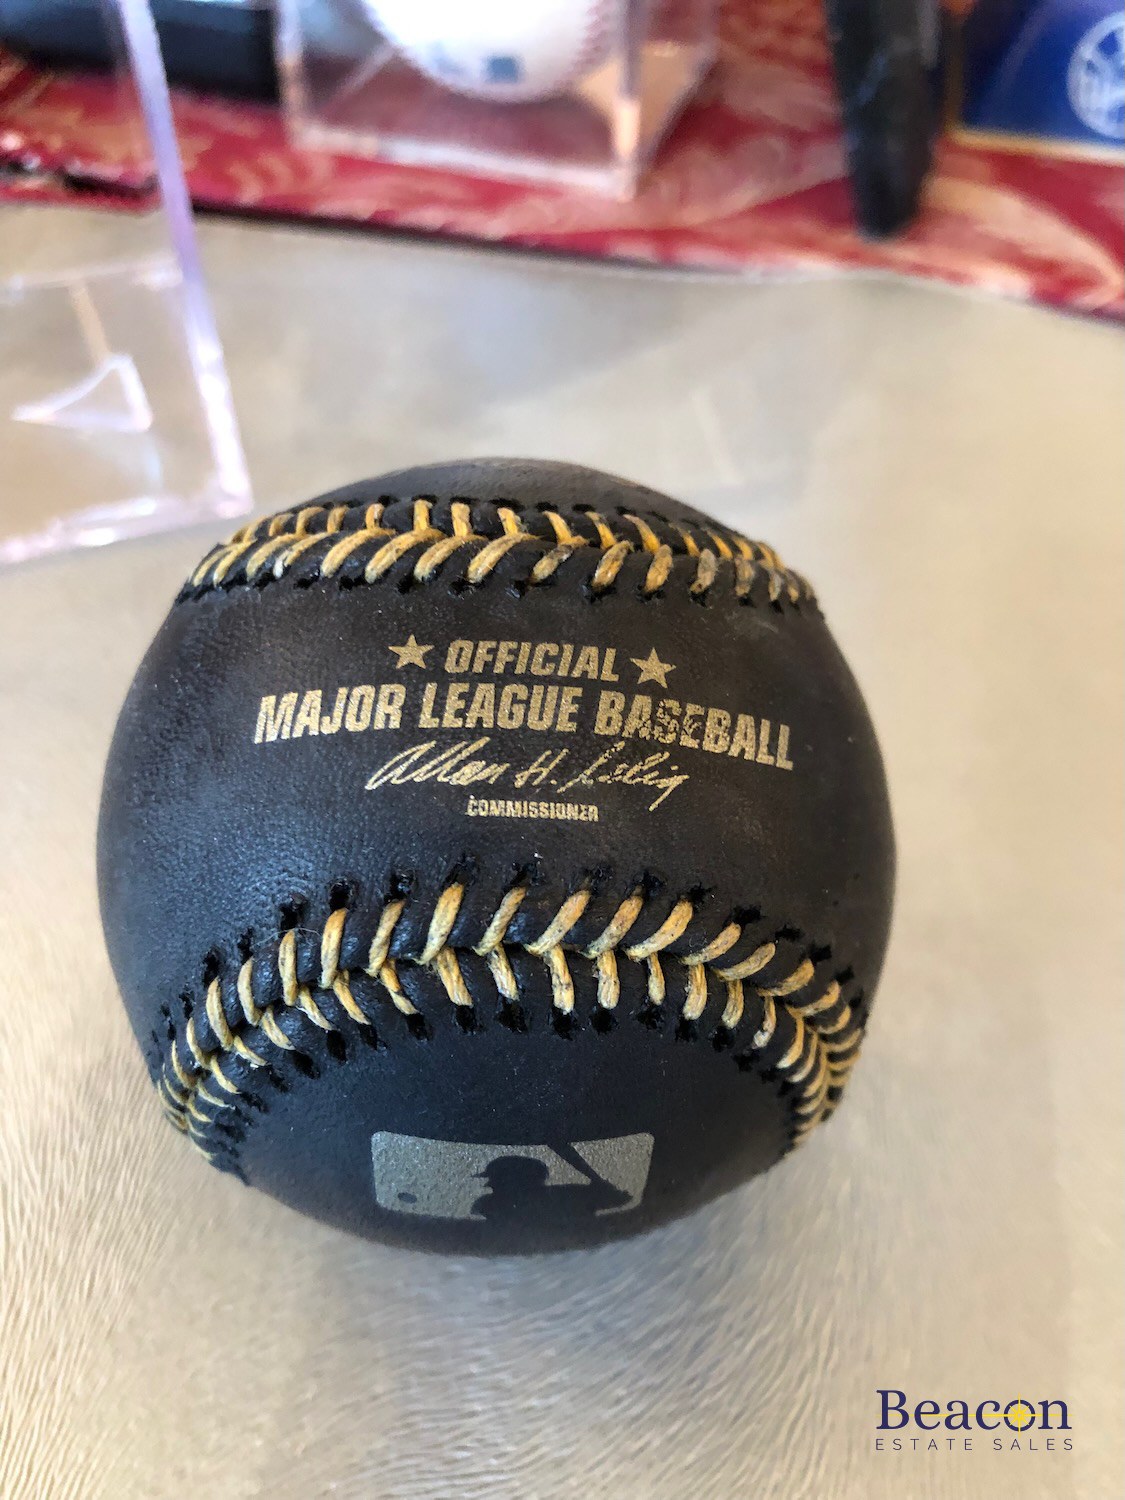 ★ OFFICIAL ★
MAJOR LEAGUE BASEBALL
Allan H. Selig
COMMISSIONER
Beacon
ESTATE SALES